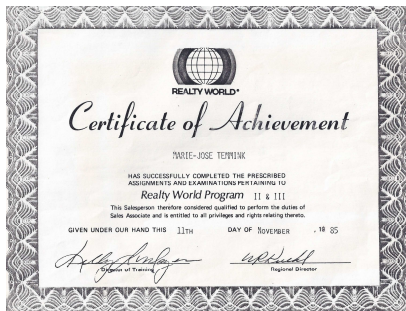 REALTY WORLD®
Certificate of Achievement
MARIE-JOSE TEMMINK
HAS SUCCESSFULLY COMPLETED THE PRESCRIBED
ASSIGNMENTS AND EXAMINATIONS PERTAINING TO
Realty World Program II & III
This Salesperson therefore considered qualified to perform the duties of
Sales Associate and is entitled to all privileges and rights relating thereto.
GIVEN UNDER OUR HAND THIS 11TH DAY OF NOVEMBER , 19 85
Director of Training Regional Director